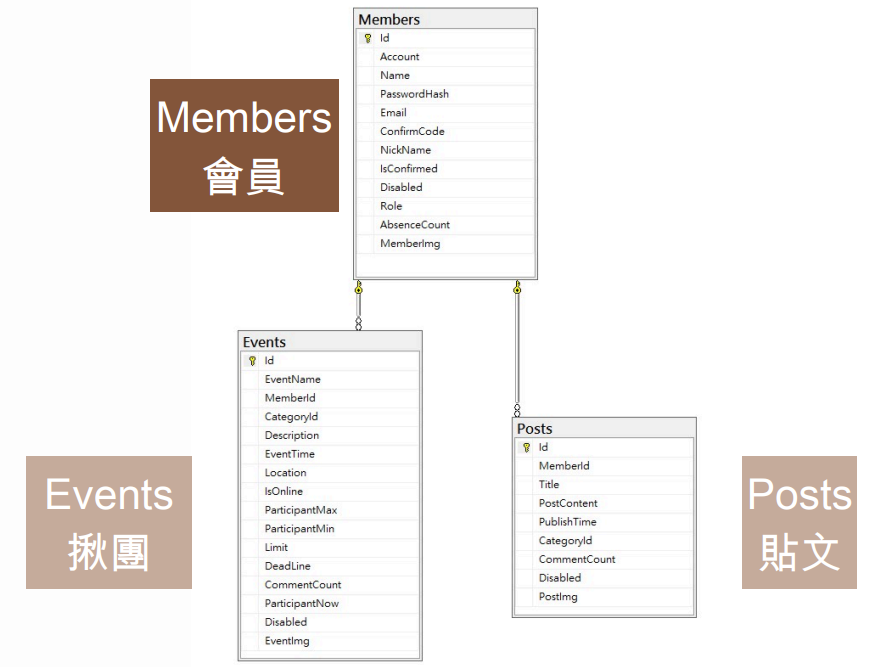 Members
會員
Members
Id
Account
Name
PasswordHash
Email
ConfirmCode
NickName
IsConfirmed
Disabled
Role
AbsenceCount
MemberImg
Events
揪團
Events
Id
EventName
MemberId
CategoryId
Description
EventTime
Location
IsOnline
ParticipantMax
ParticipantMin
Limit
DeadLine
CommentCount
ParticipantNow
Disabled
EventImg
Posts
Id
MemberId
Title
PostContent
PublishTime
CategoryId
CommentCount
Disabled
PostImg
Posts
貼文